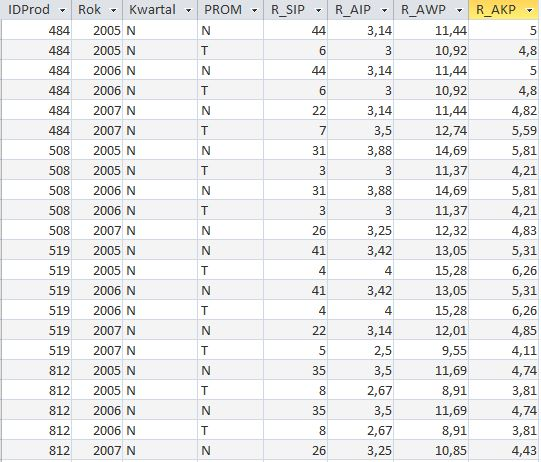 IDProd Rok Kwartal PROM R_SIP R_AIP R_AWP R_AKP
484 2005 N N 44 3,14 11,44 5
484 2005 N T 6 3 10,92 4,8
484 2006 N N 44 3,14 11,44 5
484 2006 N T 6 3 10,92 4,8
484 2007 N N 22 3,14 11,44 4,82
484 2007 N T 7 3,5 12,74 5,59
508 2005 N N 31 3,88 14,69 5,81
508 2005 N T 3 3 11,37 4,21
508 2006 N N 31 3,88 14,69 5,81
508 2006 N T 3 3 11,37 4,21
508 2007 N N 26 3,25 12,32 4,83
519 2005 N N 41 3,42 13,05 5,31
519 2005 N T 4 4 15,28 6,26
519 2006 N N 41 3,42 13,05 5,31
519 2006 N T 4 4 15,28 6,26
519 2007 N N 22 3,14 12,01 4,85
519 2007 N T 5 2,5 9,55 4,11
812 2005 N N 35 3,5 11,69 4,74
812 2005 N T 8 2,67 8,91 3,81
812 2006 N N 35 3,5 11,69 4,74
812 2006 N T 8 2,67 8,91 3,81
812 2007 N N 26 3,25 10,85 4,43